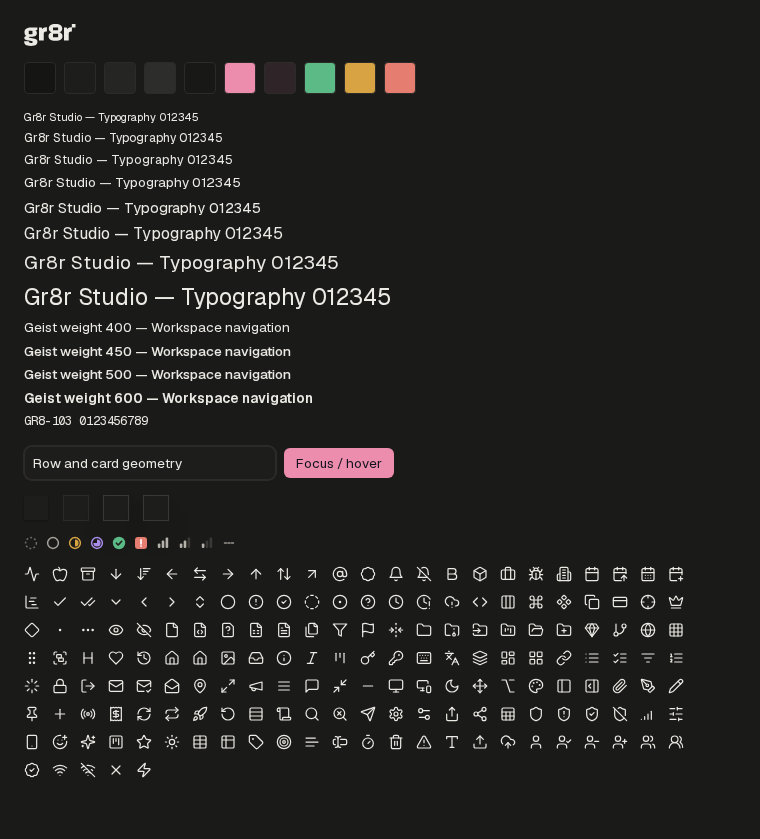 gr8r
Gr8r Studio — Typography 012345
Gr8r Studio — Typography 012345
Gr8r Studio — Typography 012345
Gr8r Studio — Typography 012345
Gr8r Studio — Typography 012345
Gr8r Studio — Typography 012345
Gr8r Studio — Typography 012345
Gr8r Studio — Typography 012345
Geist weight 400 — Workspace navigation
Geist weight 450 — Workspace navigation
Geist weight 500 — Workspace navigation
Geist weight 600 — Workspace navigation
GR8-103 0123456789
Row and card geometry
Focus / hover